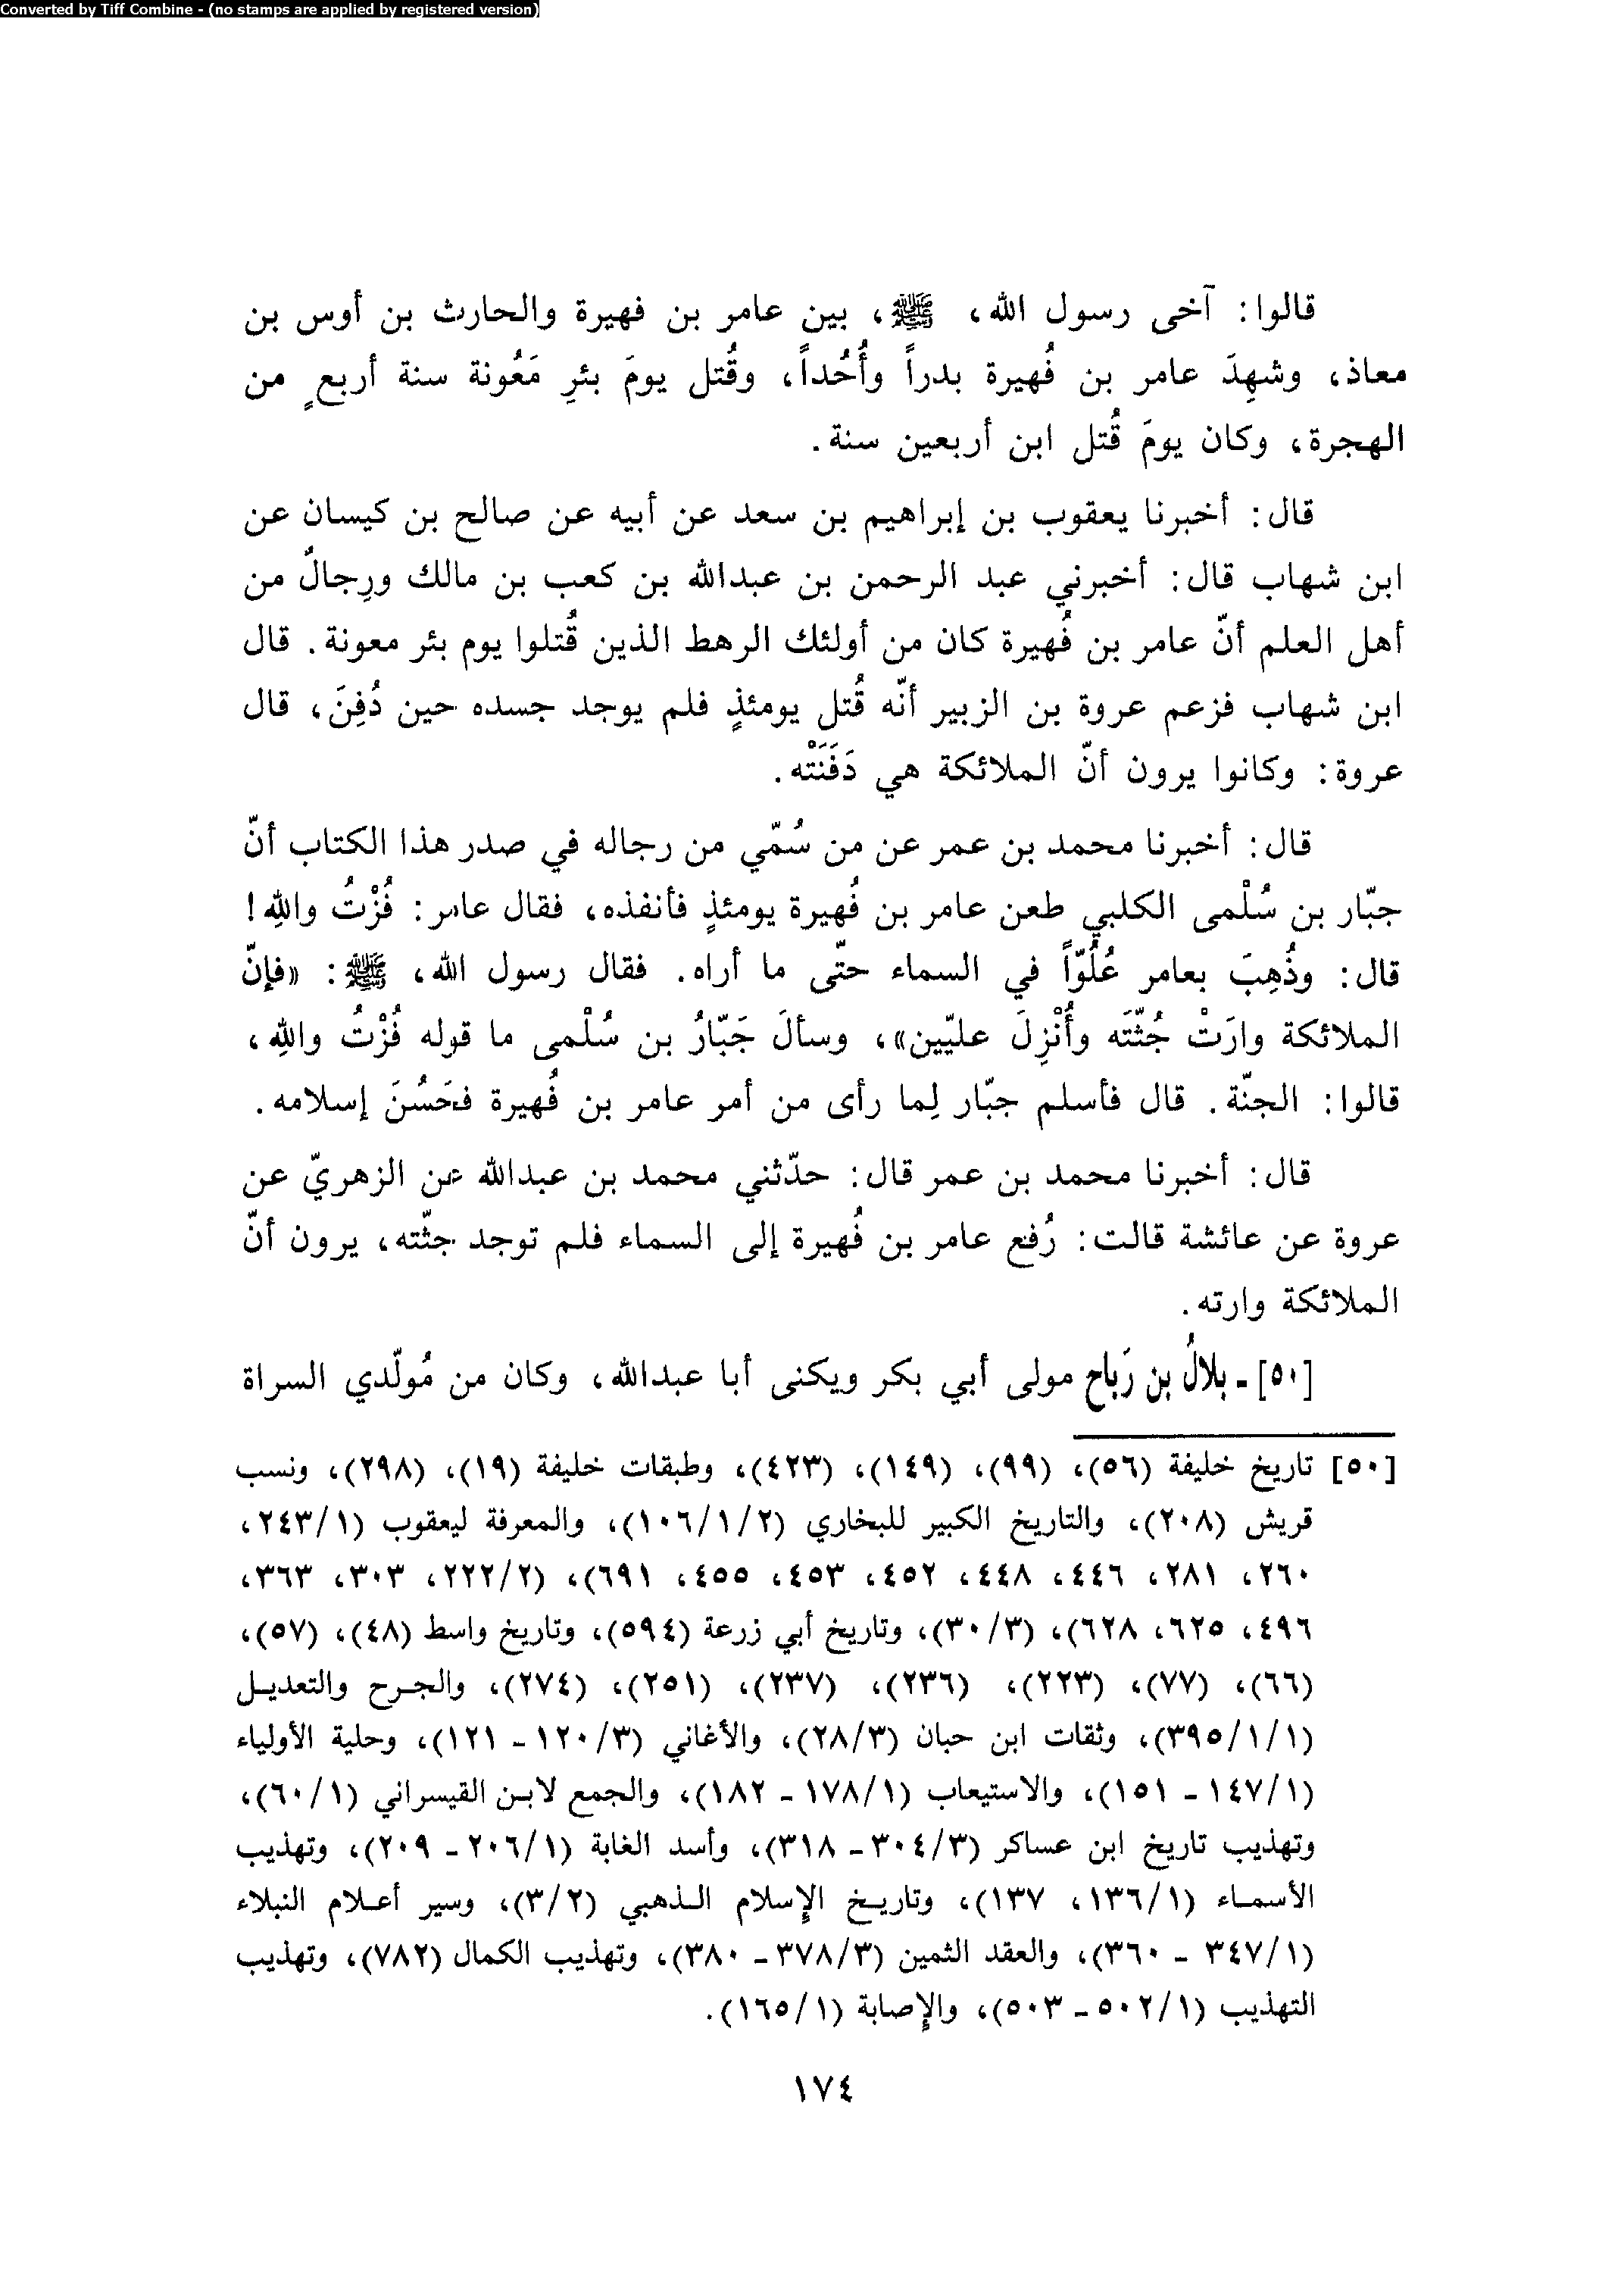 Converted by Tiff Combine - (no stamps are applied by registered version)
قالوا: آخى رسول الله، ﷺ، بين عامر بن فهيرة والحارث بن أوس بن
معاذ، وشهِدَ عامر بن فُهيرة بدراً وأُحُداً، وقُتل يومَ بئرِ مَعُونة سنة أربعٍ من
الهجرة، وكان يومَ قُتل ابن أربعين سنة.
قال: أخبرنا يعقوب بن إبراهيم بن سعد عن أبيه عن صالح بن كيسان عن
ابن شهاب قال: أخبرني عبد الرحمن بن عبدالله بن كعب بن مالك ورِجالٌ من
أهل العلم أنّ عامر بن فُهيرة كان من أولئك الرهط الذين قُتلوا يوم بئر معونة. قال
ابن شهاب فزعم عروة بن الزبير أنّه قُتل يومئذٍ فلم يوجد جسده حين دُفِنَ، قال
عروة: وكانوا يرون أنّ الملائكة هي دَفَنَتْه.
قال: أخبرنا محمد بن عمر عن من سُمّي من رجاله في صدر هذا الكتاب أنّ
جبّار بن سُلْمى الكلبي طعن عامر بن فُهيرة يومئذٍ فأنفذه، فقال عامر: فُزْتُ واللهِ!
قال: وذُهِبَ بعامر عُلُوّاً في السماء حتّى ما أراه. فقال رسول الله، ﷺ: «فإنّ
الملائكة وارَتْ جُثّتَه وأُنْزِلَ عليّين»، وسألَ جَبّارُ بن سُلْمى ما قوله فُزْتُ واللهِ،
قالوا: الجنّة. قال فأسلم جبّار لِما رأى من أمر عامر بن فُهيرة فحَسُنَ إسلامه.
قال: أخبرنا محمد بن عمر قال: حدّثني محمد بن عبدالله عن الزهريّ عن
عروة عن عائشة قالت: رُفع عامر بن فُهيرة إلى السماء فلم توجد جثّته، يرون أنّ
الملائكة وارته.
[٥٠] ـ بلالُ بن رَباح مولى أبي بكر ويكنى أبا عبدالله، وكان من مُولّدي السراة
[٥٠] تاريخ خليفة (٥٦)، (٩٩)، (١٤٩)، (٤٢٣)، وطبقات خليفة (١٩)، (٢٩٨)، ونسب
قريش (٢٠٨)، والتاريخ الكبير للبخاري (١٠٦/١/٢)، والمعرفة ليعقوب (٢٤٣/١،
٢٦٠، ٢٨١، ٤٤٦، ٤٤٨، ٤٥٢، ٤٥٣، ٤٥٥، ٦٩١)، (٢٢٢/٢، ٣٠٣، ٣٦٣،
٤٩٦، ٦٢٥، ٦٢٨)، (٣٠/٣)، وتاريخ أبي زرعة (٥٩٤)، وتاريخ واسط (٤٨)، (٥٧)،
(٦٦)، (٧٧)، (٢٢٣)، (٢٣٦)، (٢٣٧)، (٢٥١)، (٢٧٤)، والجرح والتعديل
(٣٩٥/١/١)، وثقات ابن حبان (٢٨/٣)، والأغاني (١٢٠/٣ ـ ١٢١)، وحلية الأولياء
(١٤٧/١ ـ ١٥١)، والاستيعاب (١٧٨/١ ـ ١٨٢)، والجمع لابن القيسراني (٦٠/١)،
وتهذيب تاريخ ابن عساكر (٣٠٤/٣ ـ ٣١٨)، وأسد الغابة (٢٠٦/١ ـ ٢٠٩)، وتهذيب
الأسماء (١٣٦/١، ١٣٧)، وتاريخ الإسلام الذهبي (٣/٢)، وسير أعلام النبلاء
(٣٤٧/١ ـ ٣٦٠)، والعقد الثمين (٣٧٨/٣ ـ ٣٨٠)، وتهذيب الكمال (٧٨٢)، وتهذيب
التهذيب (٥٠٢/١ ـ ٥٠٣)، والإصابة (١٦٥/١).
١٧٤